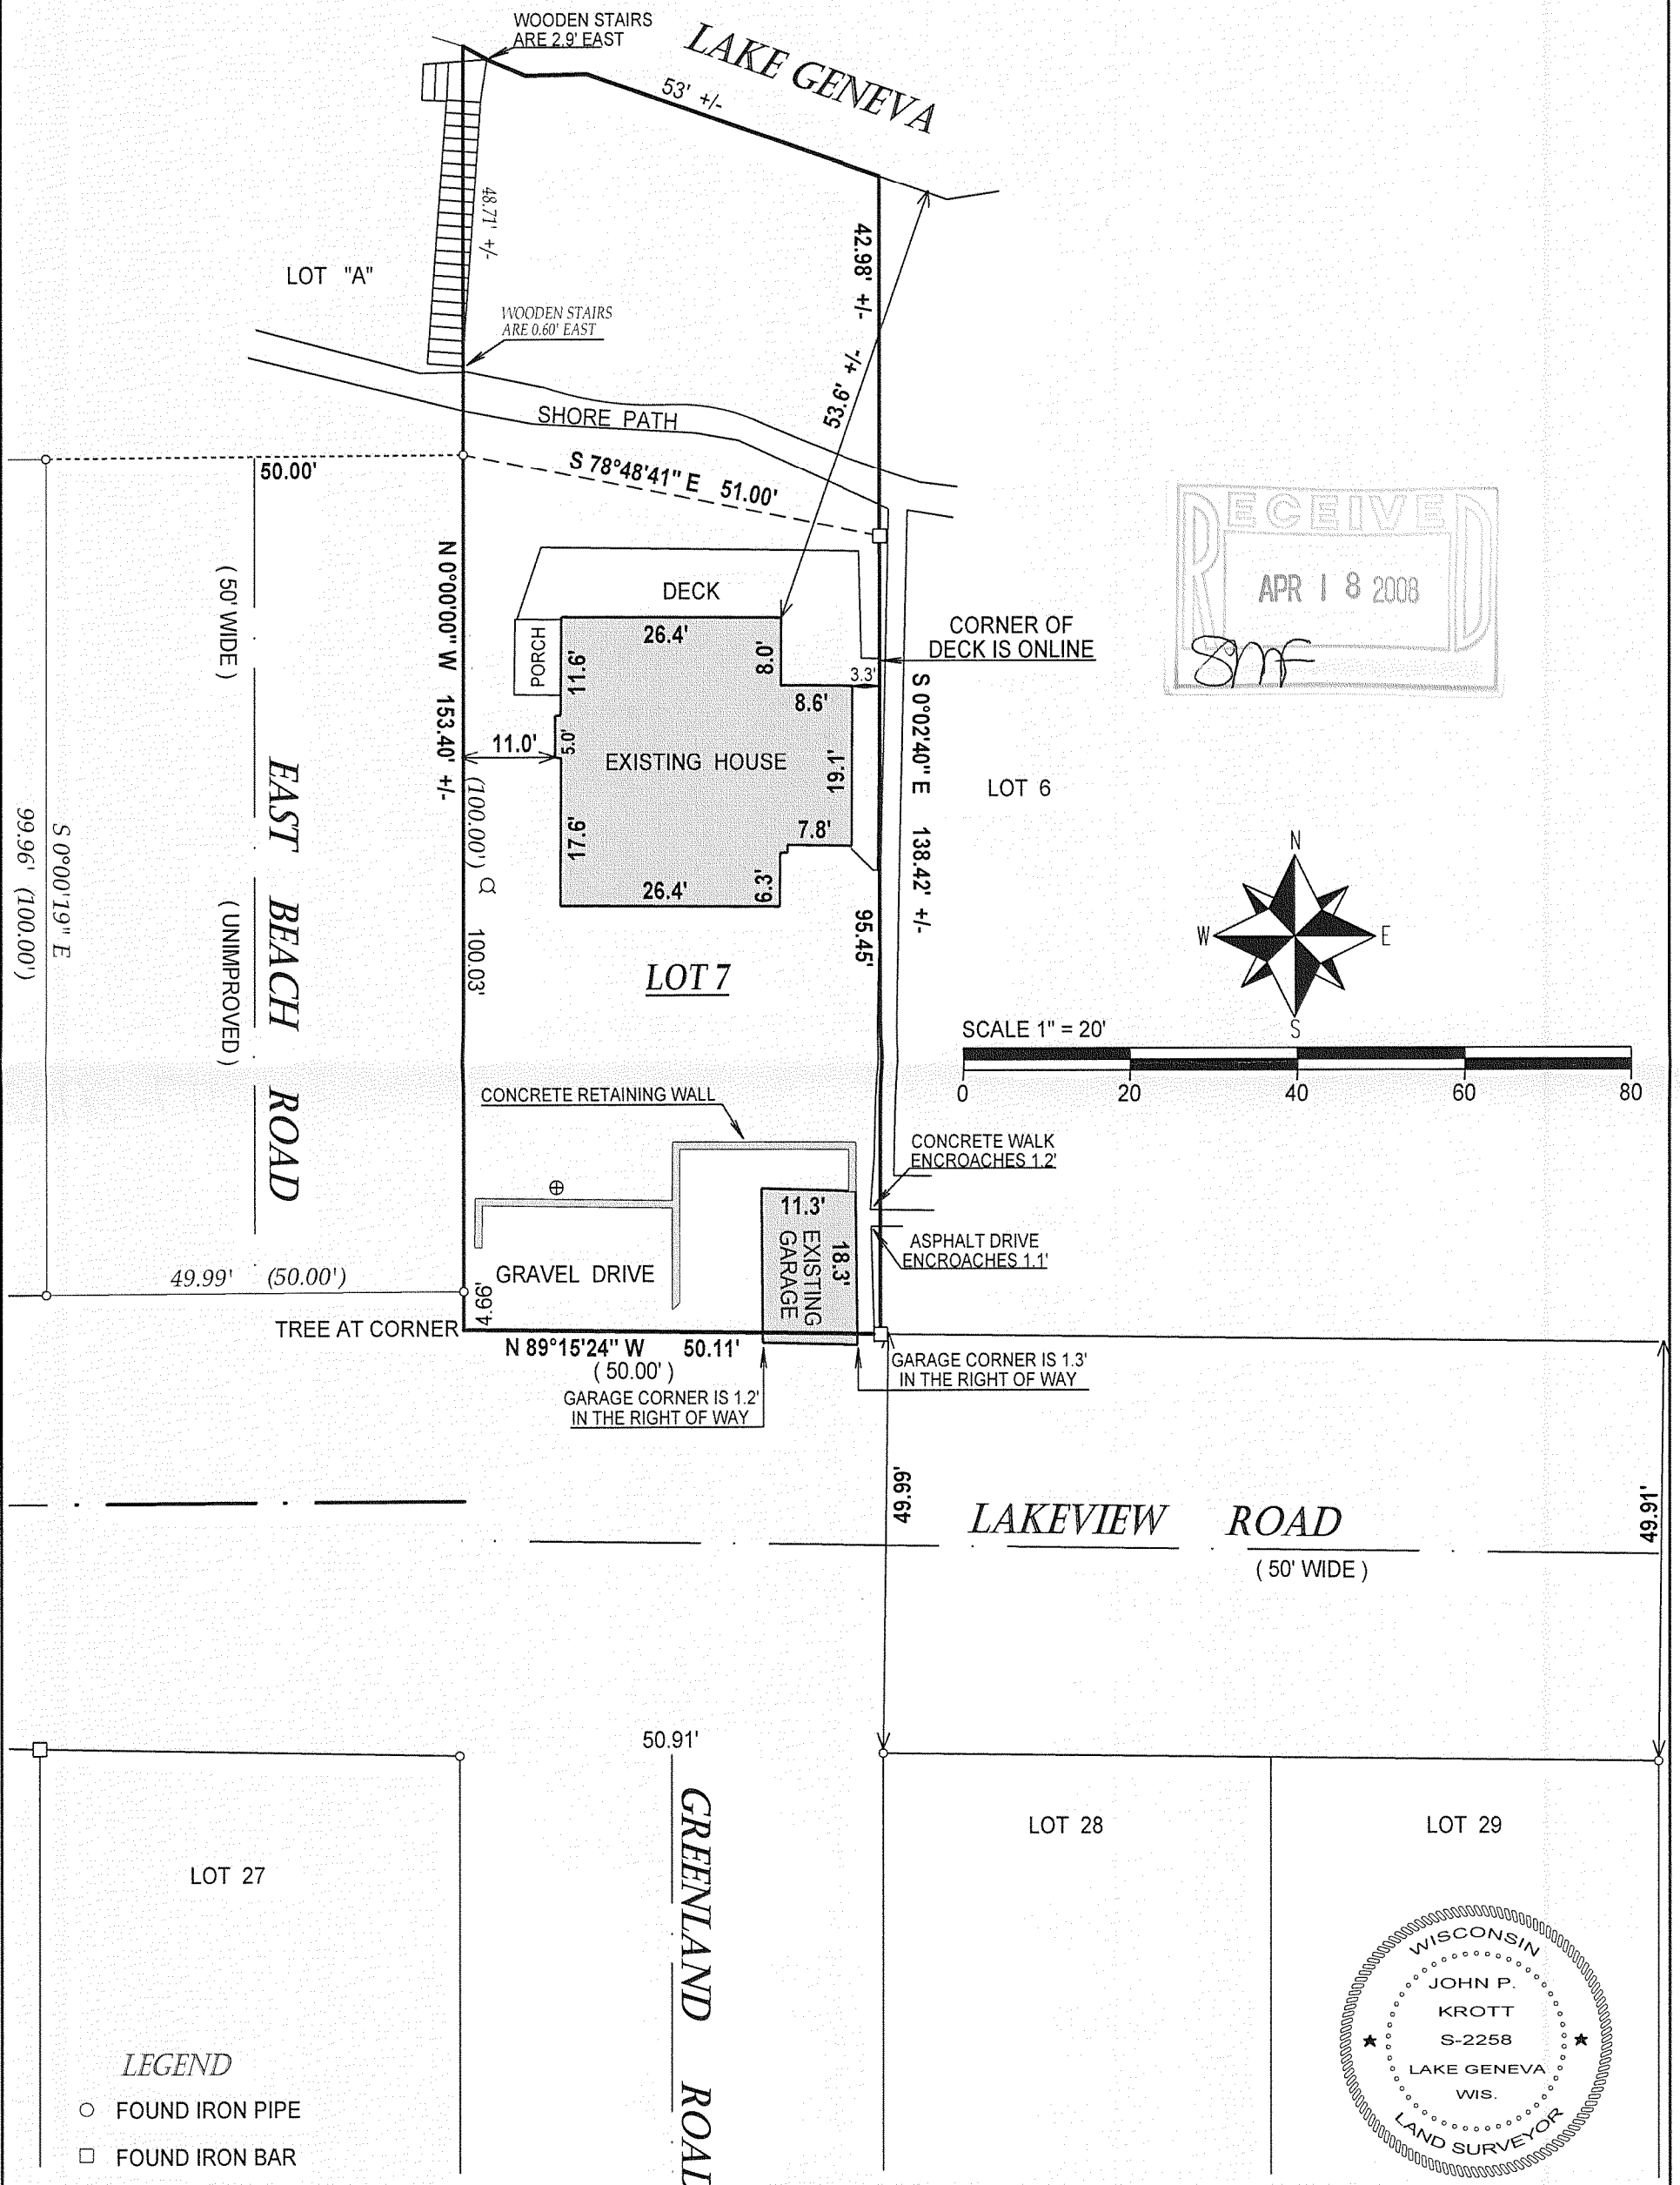 WOODEN STAIRS
ARE 2.9' EAST
LAKE GENEVA
53' +/-
48.71' +/-
42.98' +/-
LOT "A"
WOODEN STAIRS
ARE 0.60' EAST
53.6' +/-
SHORE PATH
50.00'
S 78°48'41" E 51.00'
RECEIVED
APR 18 2008
SMF
( 50' WIDE )
N 0°00'00" W 153.40' +/-
DECK
PORCH
26.4'
11.6'
8.0'
CORNER OF
DECK IS ONLINE
3.3'
8.6'
S 0°02'40" E 138.42' +/-
11.0'
5.0'
EXISTING HOUSE
19.1'
LOT 6
EAST BEACH ROAD
( UNIMPROVED )
S 0°00'19" E
99.96' (100.00')
(100.00')
100.03'
17.6'
7.8'
26.4'
6.3'
95.45'
LOT 7
N
W
E
S
SCALE 1" = 20'
0 20 40 60 80
CONCRETE RETAINING WALL
CONCRETE WALK
ENCROACHES 1.2'
11.3'
18.3'
EXISTING
GARAGE
ASPHALT DRIVE
ENCROACHES 1.1'
49.99' (50.00')
GRAVEL DRIVE
4.66'
TREE AT CORNER
N 89°15'24" W 50.11'
( 50.00' )
GARAGE CORNER IS 1.3'
IN THE RIGHT OF WAY
GARAGE CORNER IS 1.2'
IN THE RIGHT OF WAY
49.99'
LAKEVIEW ROAD
( 50' WIDE )
49.91'
50.91'
GREENLAND ROAD
LOT 27
LOT 28
LOT 29
WISCONSIN
JOHN P.
KROTT
S-2258
LAKE GENEVA
WIS.
LAND SURVEYOR
LEGEND
FOUND IRON PIPE
FOUND IRON BAR